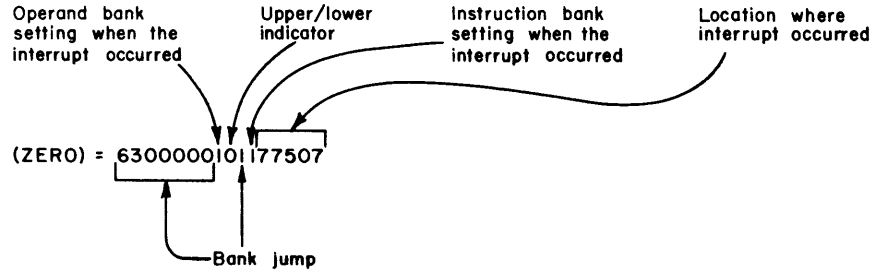 Operand bank
setting when the
interrupt occurred
Upper/lower
indicator
Instruction bank
setting when the
interrupt occurred
Location where
interrupt occurred
(ZERO) = 6300000101177507
Bank jump